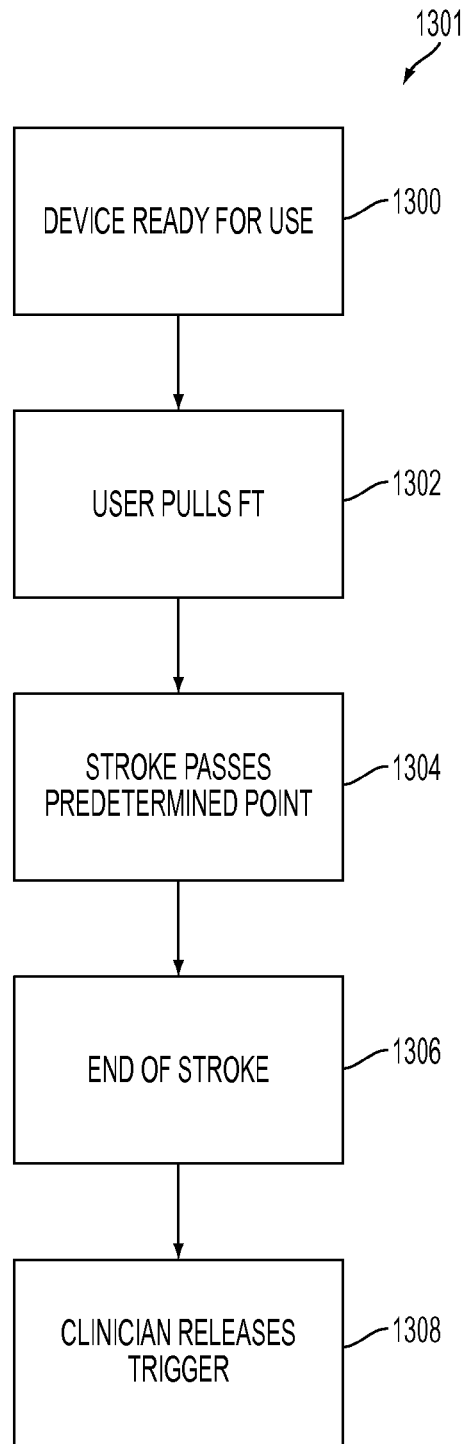 1301
DEVICE READY FOR USE
1300
USER PULLS FT
1302
STROKE PASSES
PREDETERMINED POINT
1304
END OF STROKE
1306
CLINICIAN RELEASES
TRIGGER
1308